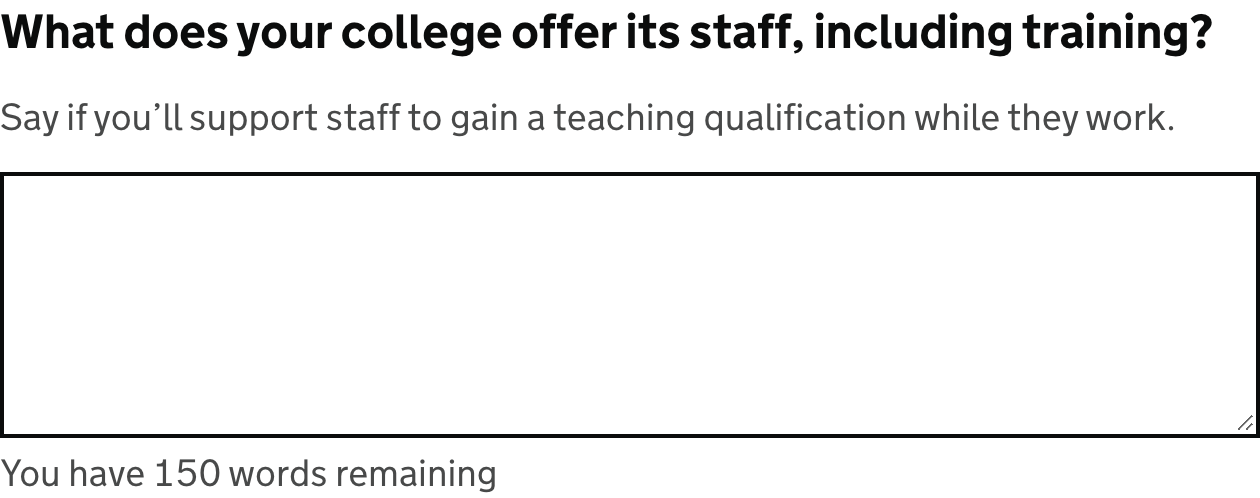 What does your college offer its staff, including training?
Say if you’ll support staff to gain a teaching qualification while they work.
You have 150 words remaining